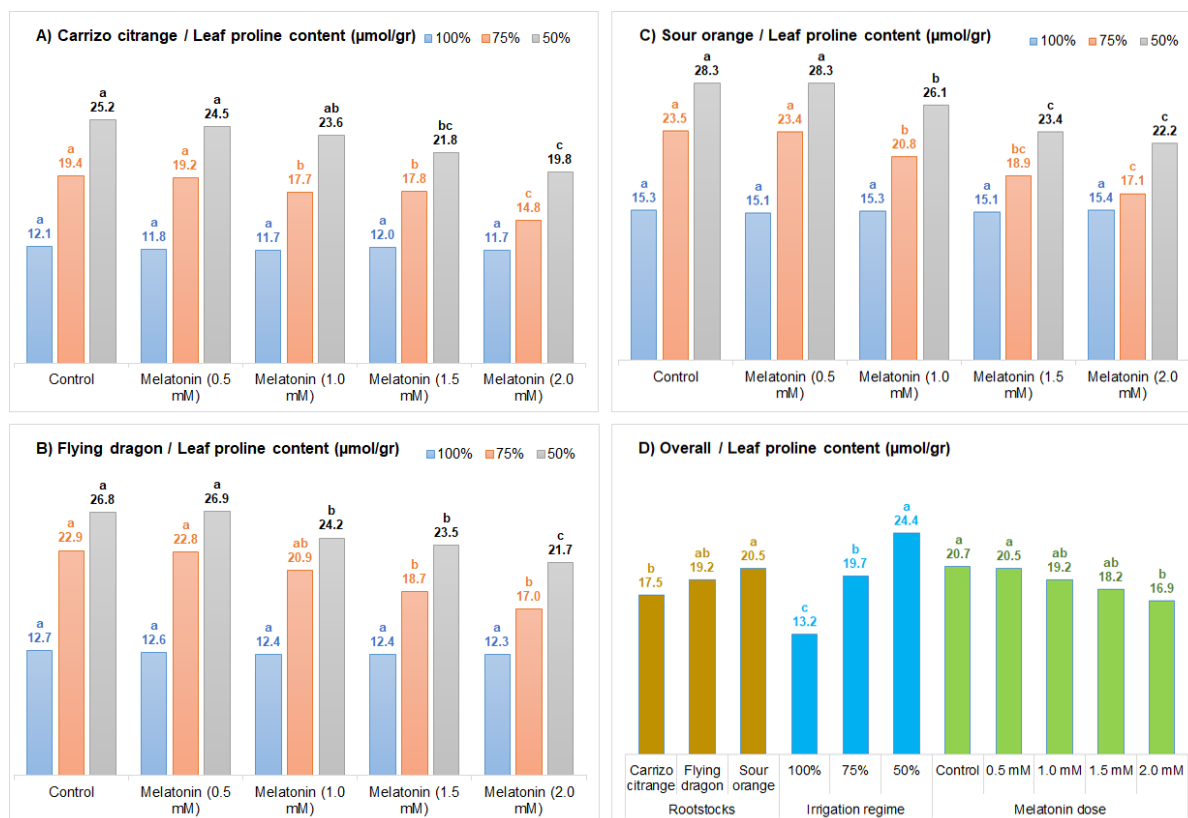 A) Carrizo citrange / Leaf proline content (µmol/gr)
100% 75% 50%
a a a a a ab a bc a
12.1 19.4 25.2
a a a
11.8 19.2 24.5
a b ab
11.7 17.7 23.6
a b bc
12.0 17.8 21.8
a c c
11.7 14.8 19.8
Control Melatonin (0.5 mM) Melatonin (1.0 mM) Melatonin (1.5 mM) Melatonin (2.0 mM)
C) Sour orange / Leaf proline content (µmol/gr)
100% 75% 50%
a a a
15.3 23.5 28.3
a a a
15.1 23.4 28.3
a b b
15.3 20.8 26.1
a bc c
15.1 18.9 23.4
a c c
15.4 17.1 22.2
Control Melatonin (0.5 mM) Melatonin (1.0 mM) Melatonin (1.5 mM) Melatonin (2.0 mM)
B) Flying dragon / Leaf proline content (µmol/gr)
100% 75% 50%
a a a
12.7 22.9 26.8
a a a
12.6 22.8 26.9
a ab b
12.4 20.9 24.2
a b b
12.4 18.7 23.5
a b c
12.3 17.0 21.7
Control Melatonin (0.5 mM) Melatonin (1.0 mM) Melatonin (1.5 mM) Melatonin (2.0 mM)
D) Overall / Leaf proline content (µmol/gr)
b ab a c b a a a ab ab b
17.5 19.2 20.5 13.2 19.7 24.4 20.7 20.5 19.2 18.2 16.9
Carrizo citrange Flying dragon Sour orange 100% 75% 50% Control 0.5 mM 1.0 mM 1.5 mM 2.0 mM
Rootstocks Irrigation regime Melatonin dose